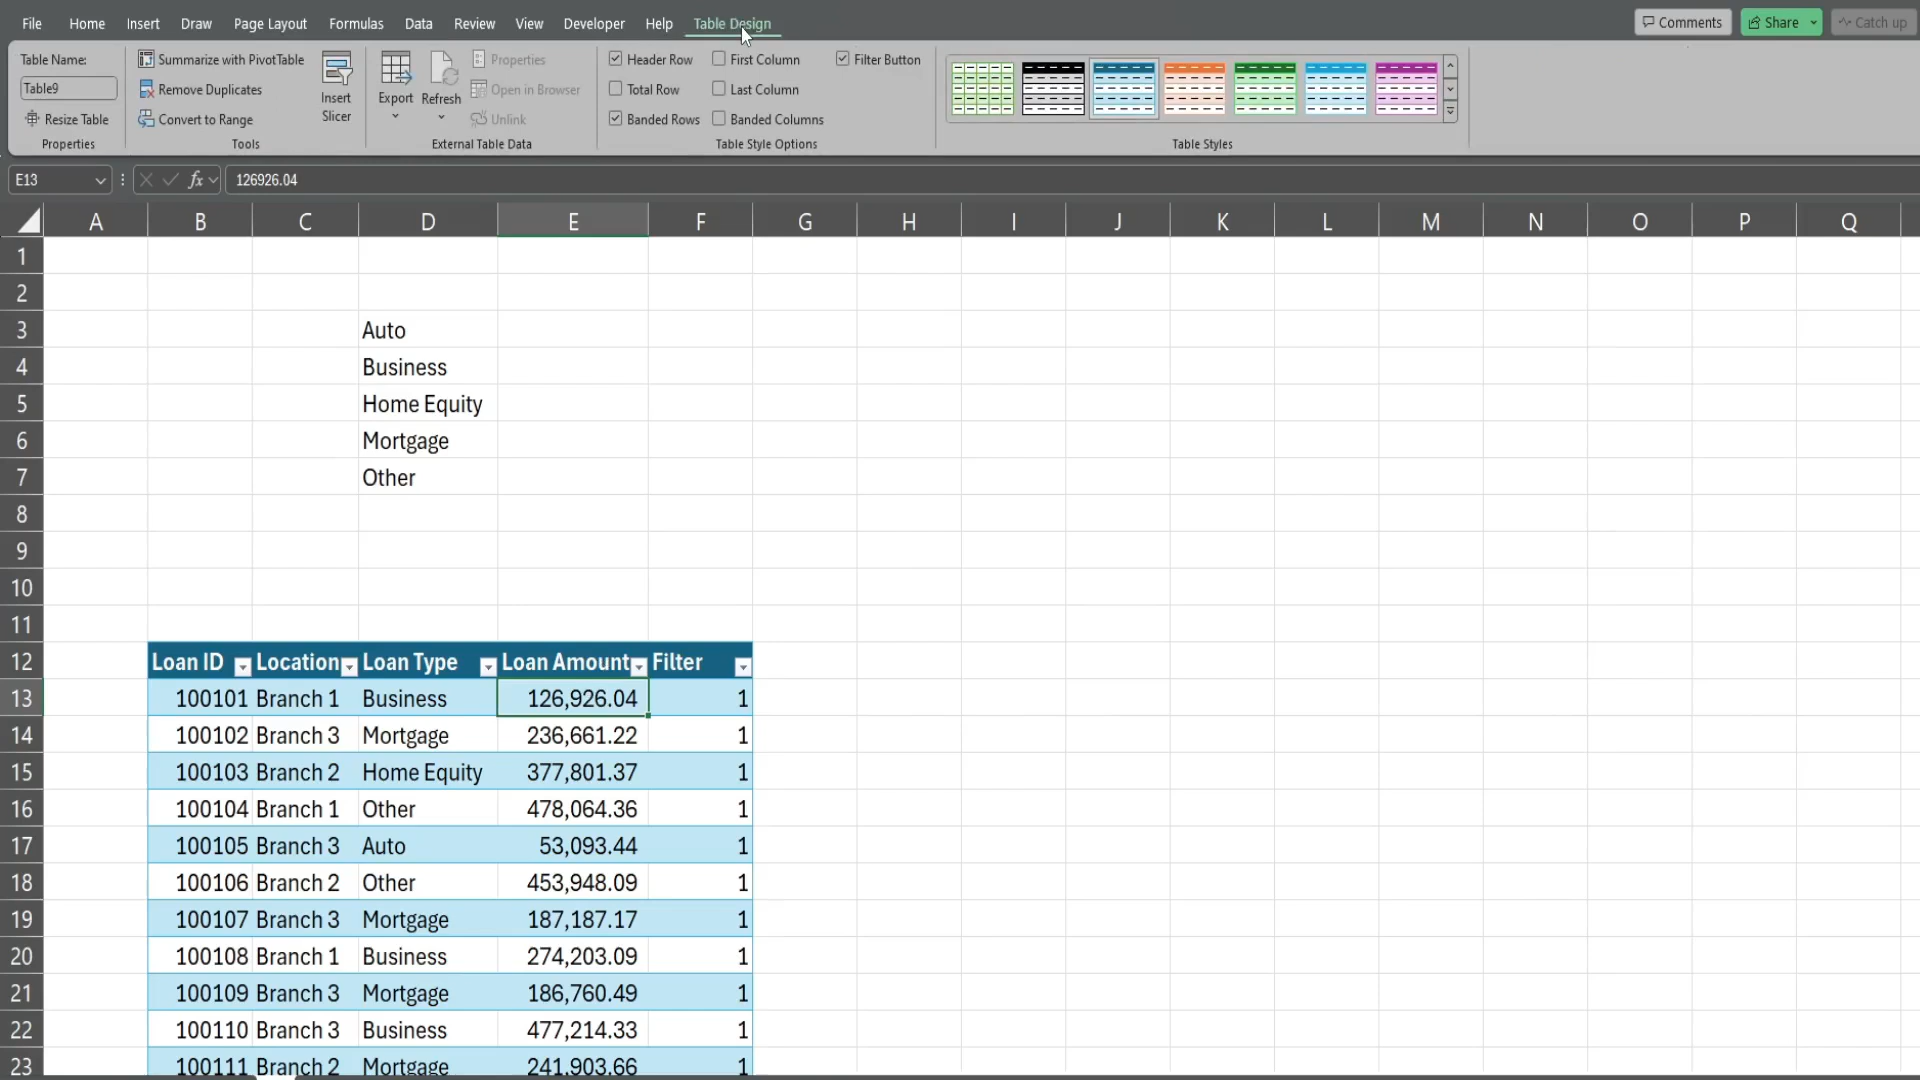 File Home Insert Draw Page Layout Formulas Data Review View Developer Help Table Design Comments Share Catch up
Table Name:
Table9
Resize Table
Properties
Summarize with PivotTable
Remove Duplicates
Convert to Range
Tools
Insert
Slicer
Export
Refresh
Properties
Open in Browser
Unlink
External Table Data
Header Row First Column Filter Button
Total Row Last Column
Banded Rows Banded Columns
Table Style Options
Table Styles
E13 fx 126926.04
A B C D E F G H I J K L M N O P Q
1
2
3 Auto
4 Business
5 Home Equity
6 Mortgage
7 Other
8
9
10
11
12 Loan ID Location Loan Type Loan Amount Filter
13 100101 Branch 1 Business 126,926.04 1
14 100102 Branch 3 Mortgage 236,661.22 1
15 100103 Branch 2 Home Equity 377,801.37 1
16 100104 Branch 1 Other 478,064.36 1
17 100105 Branch 3 Auto 53,093.44 1
18 100106 Branch 2 Other 453,948.09 1
19 100107 Branch 3 Mortgage 187,187.17 1
20 100108 Branch 1 Business 274,203.09 1
21 100109 Branch 3 Mortgage 186,760.49 1
22 100110 Branch 3 Business 477,214.33 1
23 100111 Branch 2 Mortgage 241,903.66 1